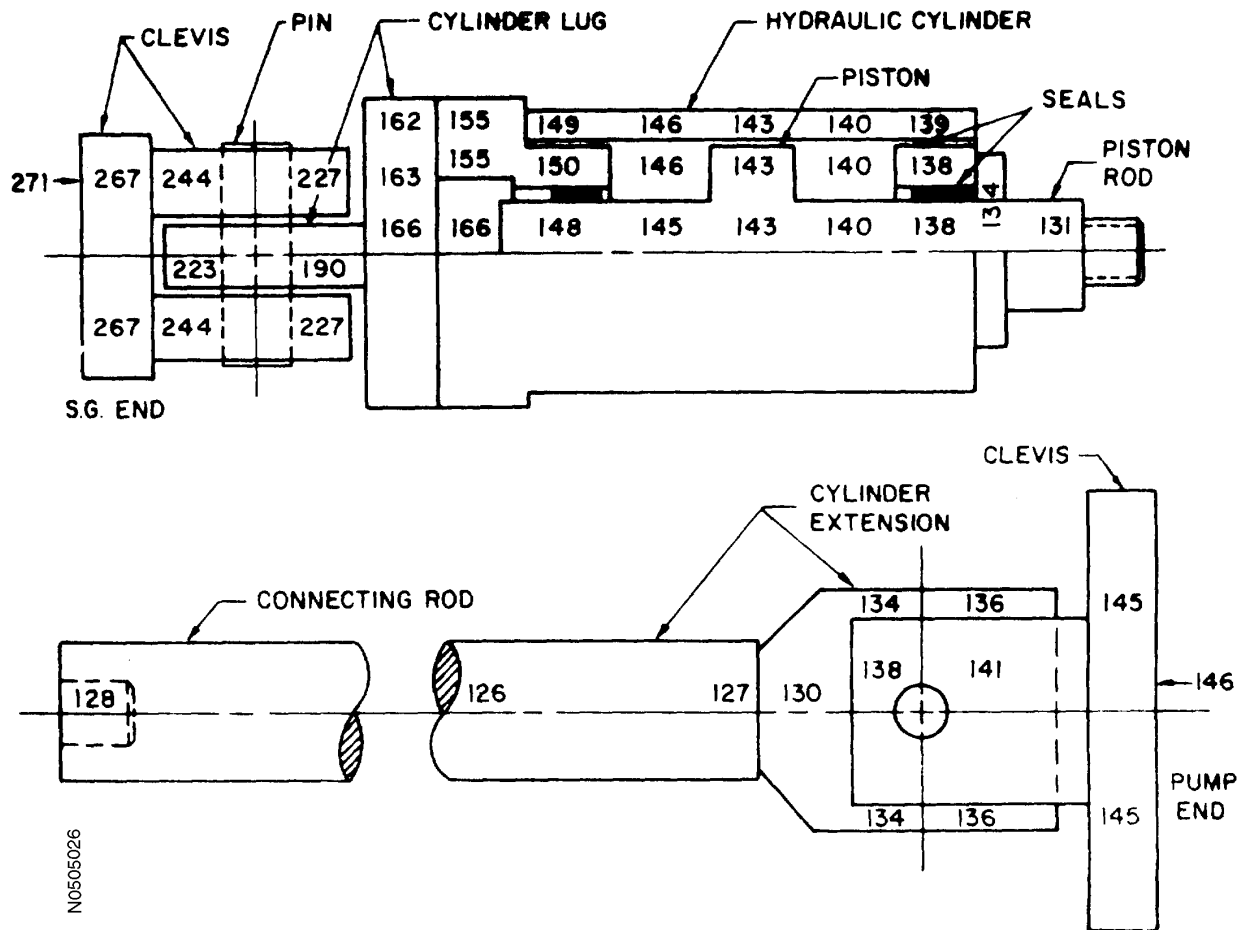 CLEVIS
PIN
CYLINDER LUG
HYDRAULIC CYLINDER
PISTON
SEALS
PISTON
ROD
162 155 149 146 143 140 139
155 150 146 143 140 138
271 267 244 227 163 134
166 166 148 145 143 140 138 131
223 190
267 244 227
S.G. END
CLEVIS
CYLINDER
EXTENSION
CONNECTING ROD
134 136 145
128 126 127 130 138 141 146
134 136 145
PUMP
END
N0505026